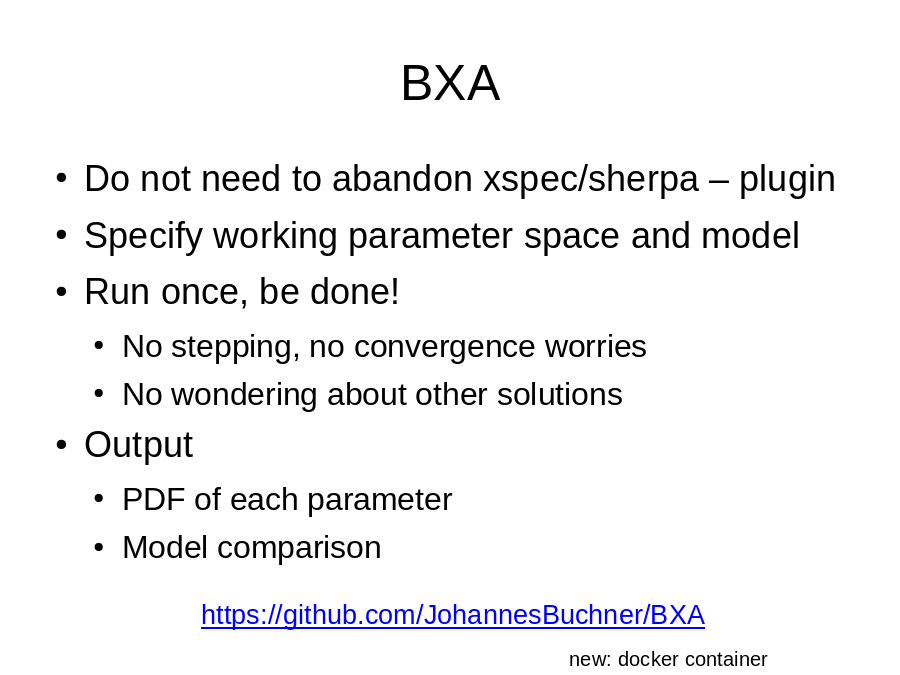 BXA
• Do not need to abandon xspec/sherpa – plugin
• Specify working parameter space and model
• Run once, be done!
• No stepping, no convergence worries
• No wondering about other solutions
• Output
• PDF of each parameter
• Model comparison
https://github.com/JohannesBuchner/BXA
new: docker container